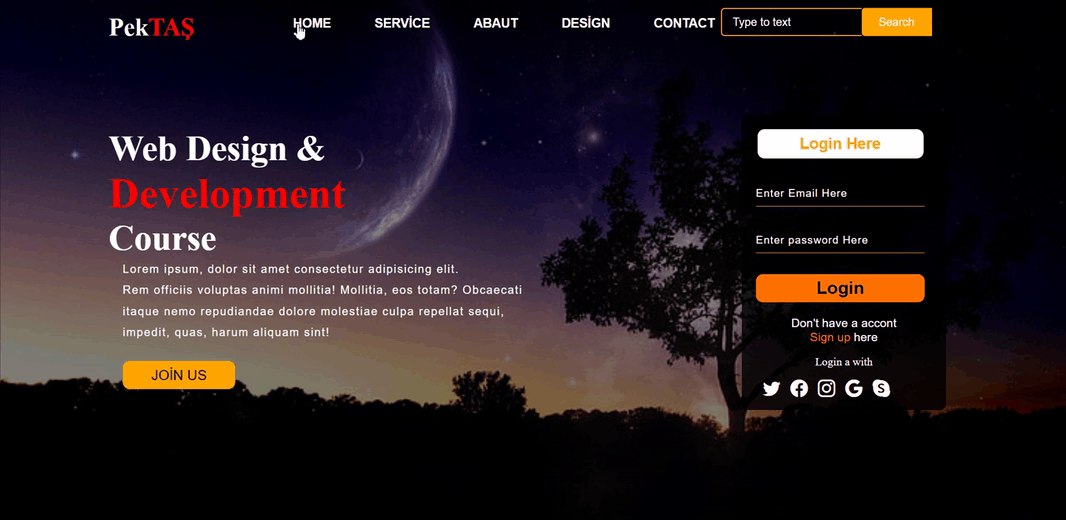 PekTAŞ
HOME SERVİCE ABAUT DESİGN CONTACT
Type to text
Search
Web Design &
Development
Course
Lorem ipsum, dolor sit amet consectetur adipisicing elit.
Rem officiis voluptas animi mollitia! Mollitia, eos totam? Obcaecati
itaque nemo repudiandae dolore molestiae culpa repellat sequi,
impedit, quas, harum aliquam sint!
JOİN US
Login Here
Enter Email Here
Enter password Here
Login
Don't have a accont
Sign up here
Login a with